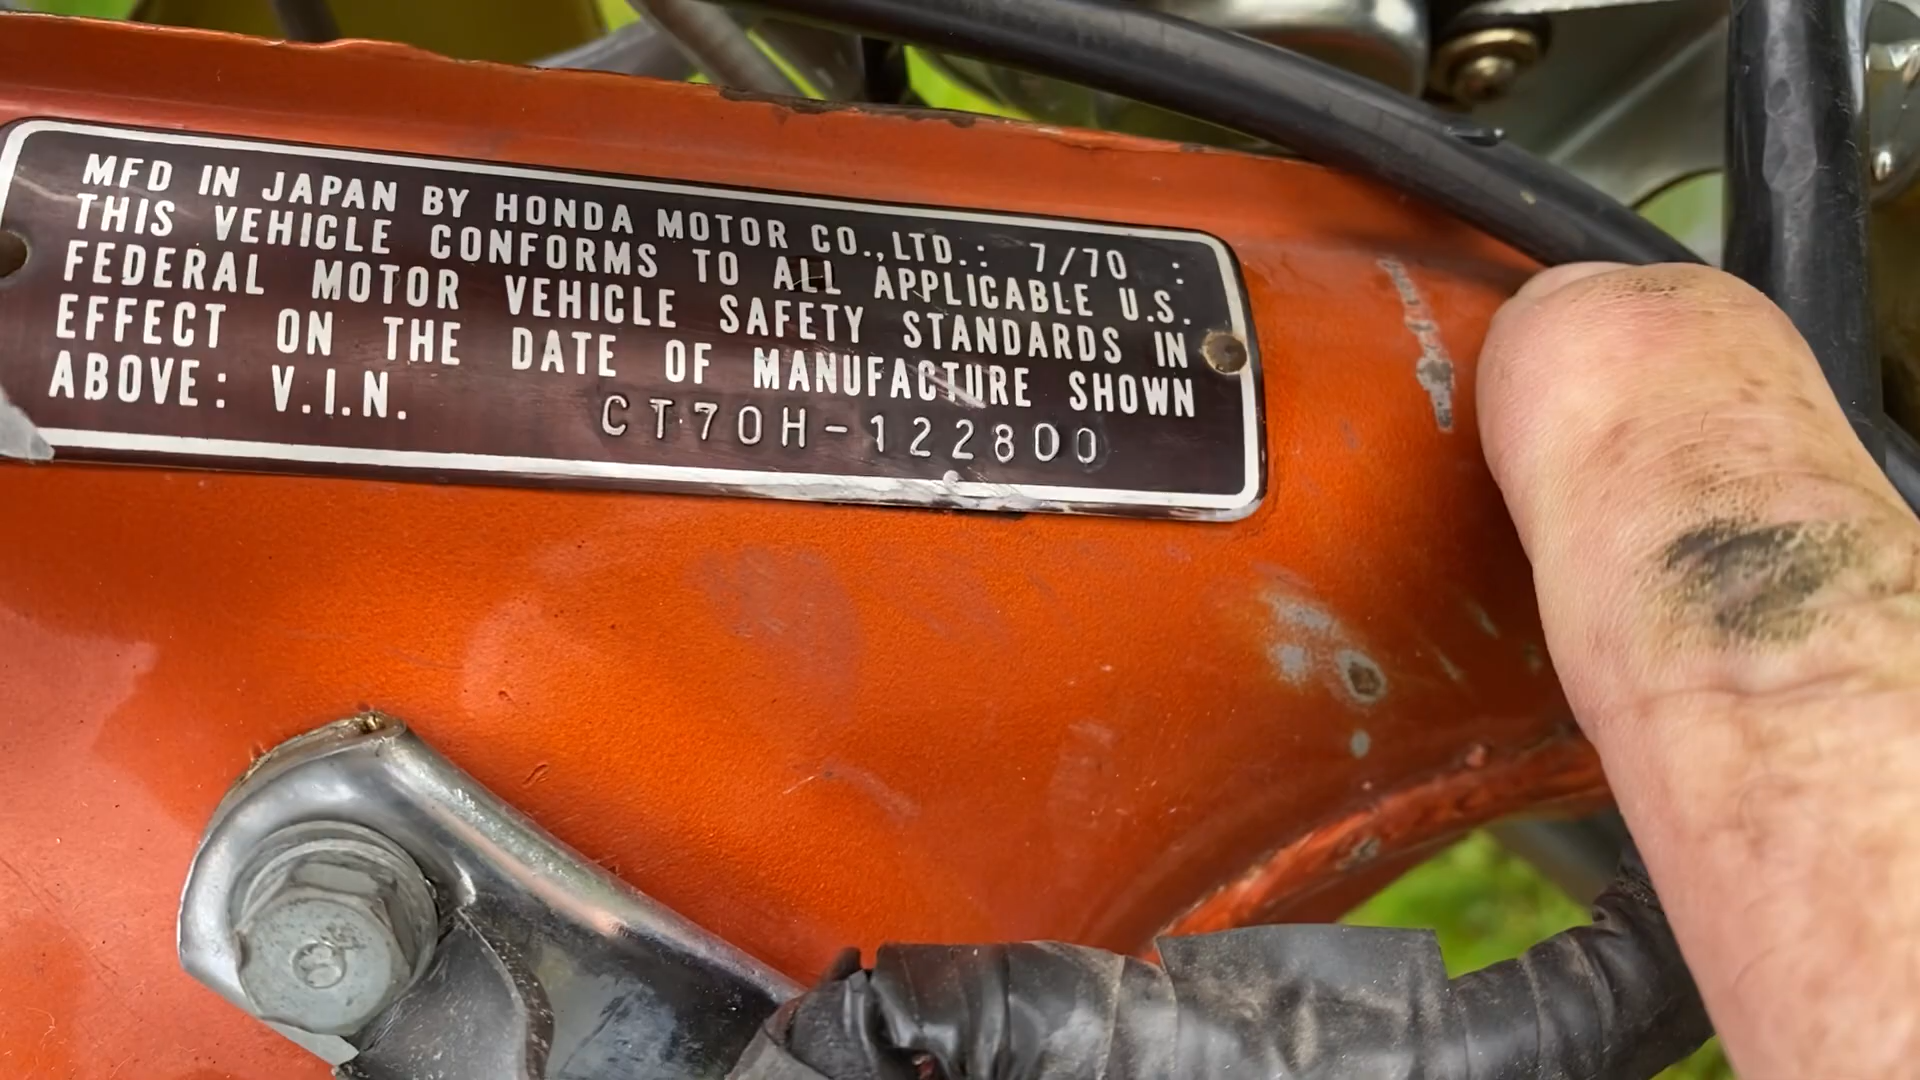 MFD IN JAPAN BY HONDA MOTOR CO.,LTD.: 7/70 :
THIS VEHICLE CONFORMS TO ALL APPLICABLE U.S.
FEDERAL MOTOR VEHICLE SAFETY STANDARDS IN
EFFECT ON THE DATE OF MANUFACTURE SHOWN
ABOVE: V.I.N. CT70H-122800
8